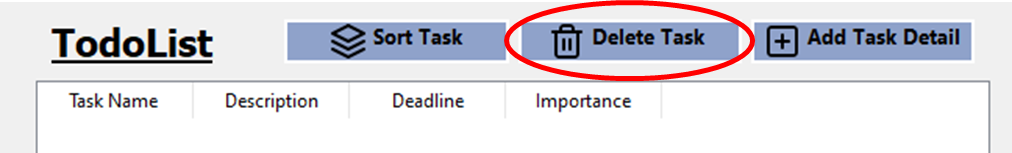 TodoList Sort Task Delete Task Add Task Detail
Task Name Description Deadline Importance